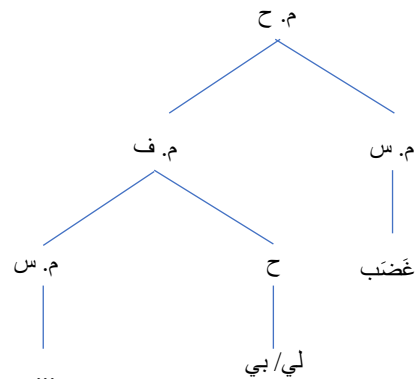 م. ح
م. س م. ف
غَضَب ح م. س
لي/ بي
...